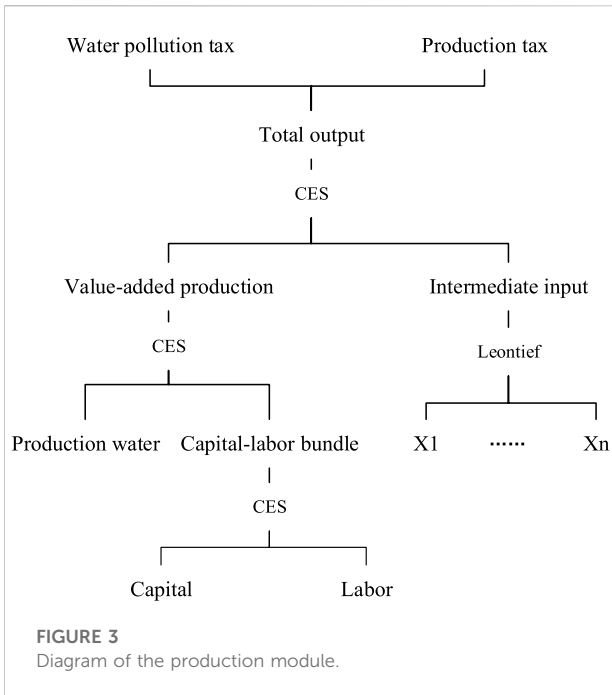 Water pollution tax Production tax
Total output
CES
Value-added production Intermediate input
CES Leontief
Production water Capital-labor bundle X1 ······ Xn
CES
Capital Labor
FIGURE 3
Diagram of the production module.